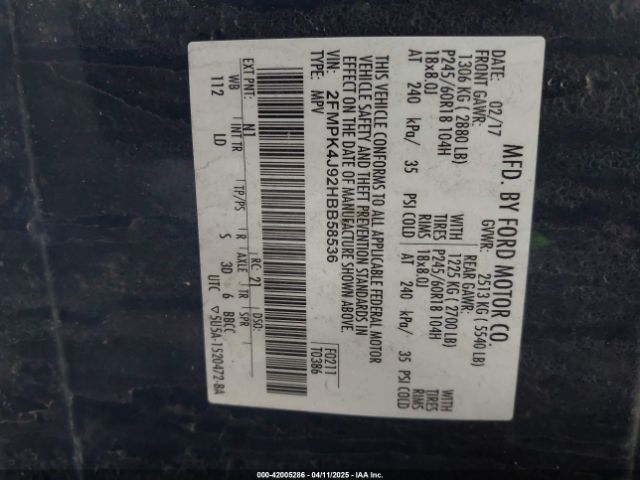 MFD. BY FORD MOTOR CO.
DATE: 02/17 GVWR: 2513 KG ( 5540 LB)
FRONT GAWR: REAR GAWR:
1306 KG ( 2880 LB) WITH 1225 KG ( 2700 LB) WITH
P245/60R18 104H TIRES P245/60R18 104H TIRES
18x8.0J RIMS 18x8.0J RIMS
AT 240 kPa/ 35 PSI COLD AT 240 kPa/ 35 PSI COLD
THIS VEHICLE CONFORMS TO ALL APPLICABLE FEDERAL MOTOR
VEHICLE SAFETY AND THEFT PREVENTION STANDARDS IN
EFFECT ON THE DATE OF MANUFACTURE SHOWN ABOVE.
VIN: 2FMPK4J92HBB58536 F0211
TYPE: MPV T0386
EXT PNT: N1 RC: 21 DSO:
WB INT TR TP/PS R AXLE TR SPR
112 LD S 3D 6 BBCC
UTC ▽5U5A-1520472-BA
000-42005286 - 04/11/2025 - IAA Inc.